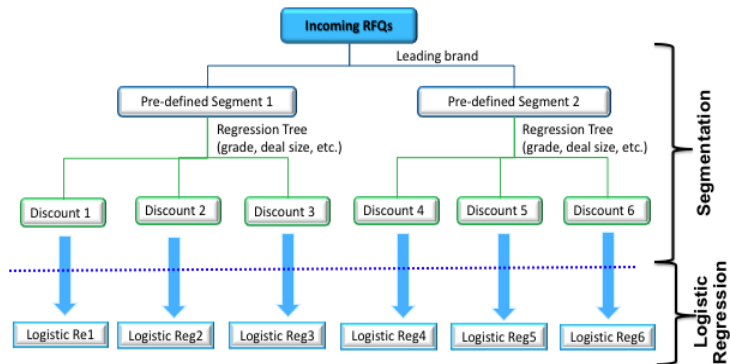 Incoming RFQs
Leading brand
Pre-defined Segment 1
Pre-defined Segment 2
Regression Tree
(grade, deal size, etc.)
Regression Tree
(grade, deal size, etc.)
Discount 1
Discount 2
Discount 3
Discount 4
Discount 5
Discount 6
Segmentation
Logistic Re1
Logistic Reg2
Logistic Reg3
Logistic Reg4
Logistic Reg5
Logistic Reg6
Logistic
Regression